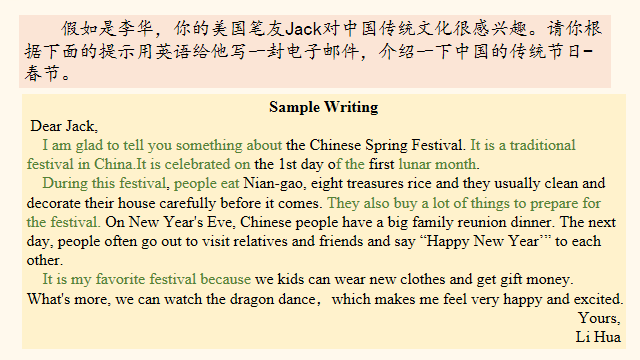 假如是李华，你的美国笔友Jack对中国传统文化很感兴趣。请你根
据下面的提示用英语给他写一封电子邮件，介绍一下中国的传统节日-
春节。
Sample Writing
Dear Jack,
I am glad to tell you something about the Chinese Spring Festival. It is a traditional
festival in China.It is celebrated on the 1st day of the first lunar month.
During this festival, people eat Nian-gao, eight treasures rice and they usually clean and
decorate their house carefully before it comes. They also buy a lot of things to prepare for
the festival. On New Year's Eve, Chinese people have a big family reunion dinner. The next
day, people often go out to visit relatives and friends and say “Happy New Year’” to each
other.
It is my favorite festival because we kids can wear new clothes and get gift money.
What's more, we can watch the dragon dance，which makes me feel very happy and excited.
Yours,
Li Hua